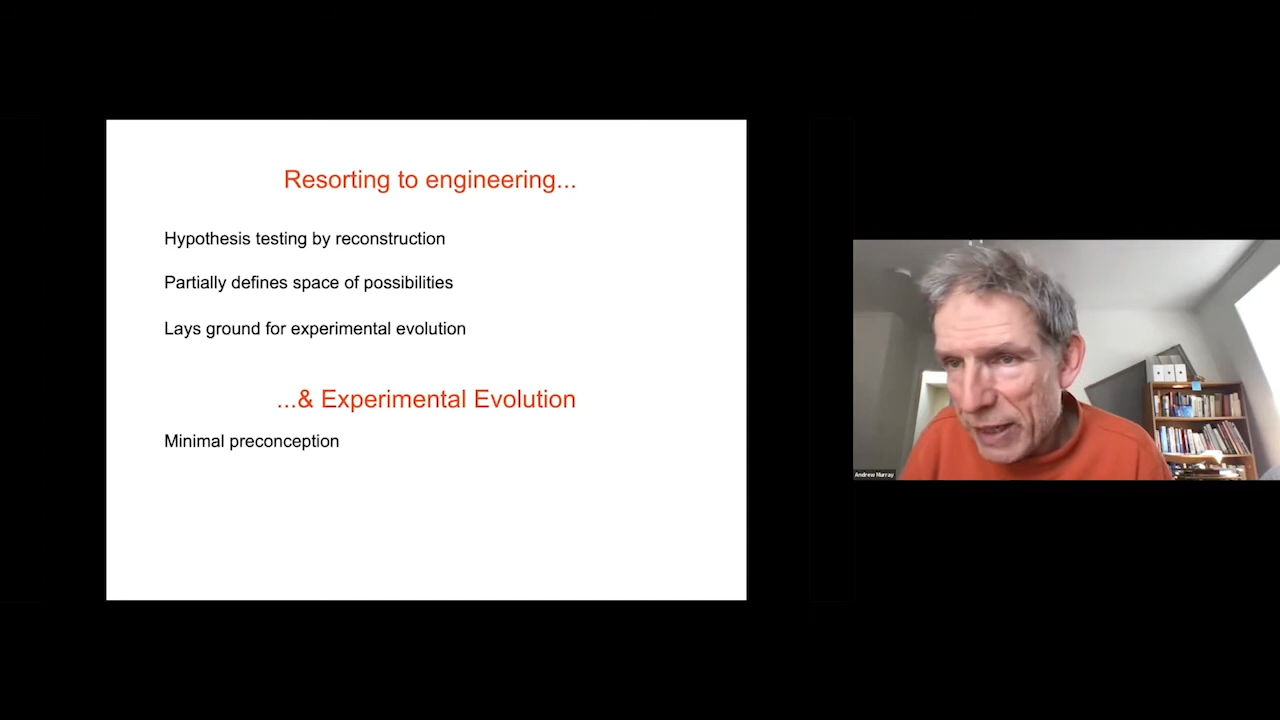 Resorting to engineering...
Hypothesis testing by reconstruction
Partially defines space of possibilities
Lays ground for experimental evolution
...& Experimental Evolution
Minimal preconception
Andrew Murray